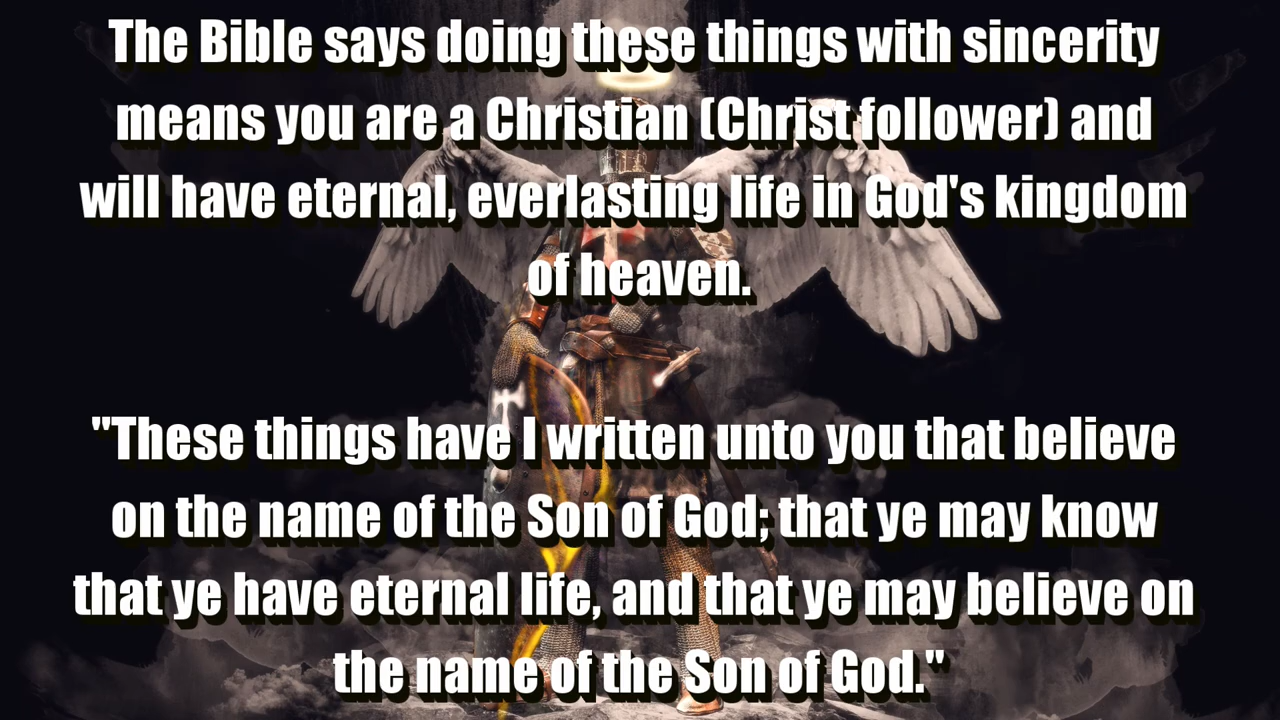 The Bible says doing these things with sincerity
means you are a Christian (Christ follower) and
will have eternal, everlasting life in God's kingdom
of heaven.
"These things have I written unto you that believe
on the name of the Son of God; that ye may know
that ye have eternal life, and that ye may believe on
the name of the Son of God."